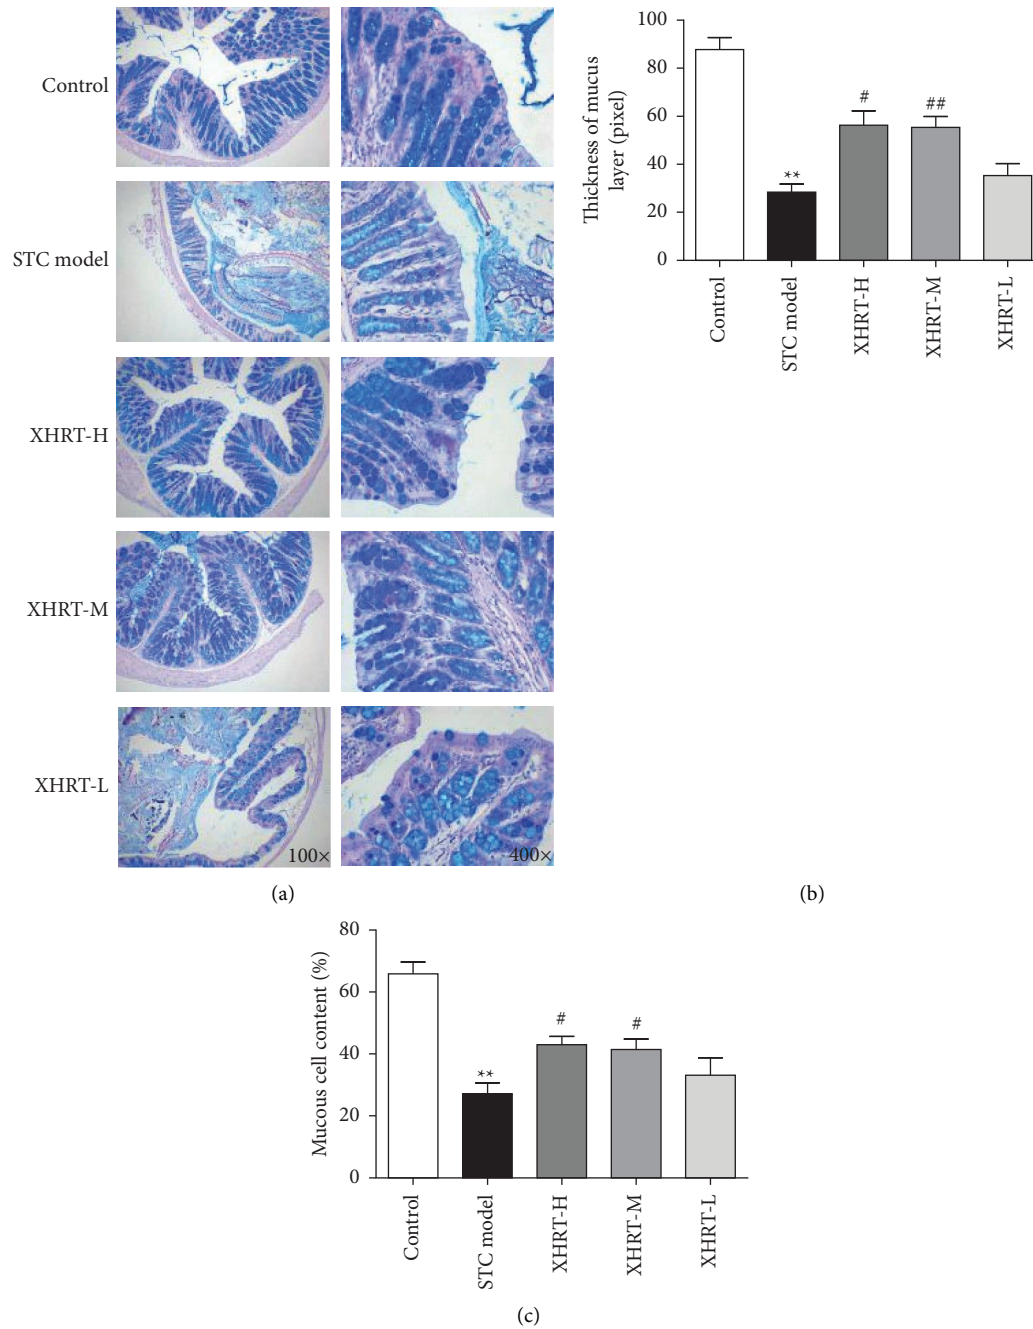 Control
STC model
XHRT-H
XHRT-M
XHRT-L
100×
400×
(a)
Thickness of mucus
layer (pixel)
100
80
60
40
20
0
**
#
##
Control
STC model
XHRT-H
XHRT-M
XHRT-L
(b)
Mucous cell content (%)
80
60
40
20
0
**
#
#
Control
STC model
XHRT-H
XHRT-M
XHRT-L
(c)